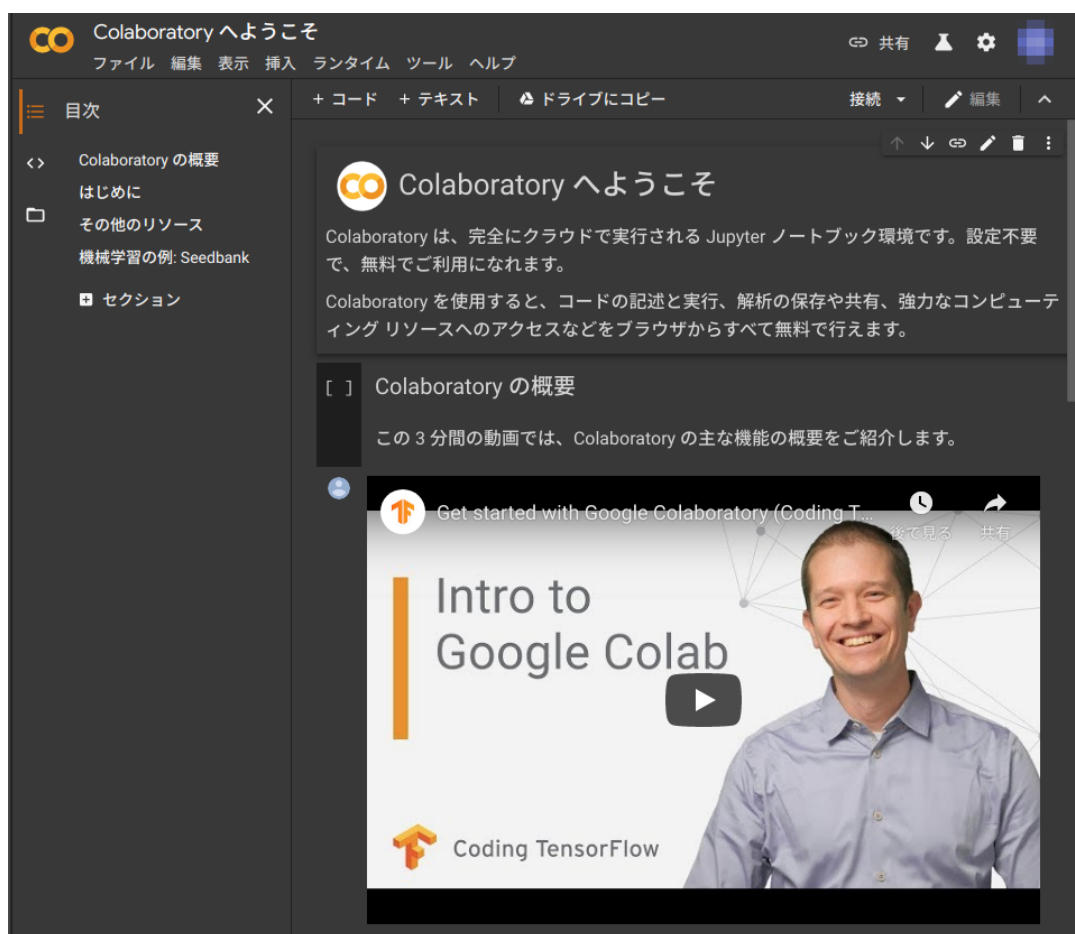 Colaboratory へようこそ
ファイル 編集 表示 挿入 ランタイム ツール ヘルプ
共有
目次
+ コード + テキスト ドライブにコピー
接続 編集
Colaboratory の概要
はじめに
その他のリソース
機械学習の例: Seedbank
セクション
Colaboratory へようこそ
Colaboratory は、完全にクラウドで実行される Jupyter ノートブック環境です。設定不要
で、無料でご利用になれます。
Colaboratory を使用すると、コードの記述と実行、解析の保存や共有、強力なコンピューテ
ィング リソースへのアクセスなどをブラウザからすべて無料で行えます。
[ ] Colaboratory の概要
この 3 分間の動画では、Colaboratory の主な機能の概要をご紹介します。
Get started with Google Colaboratory (Coding T...
後で見る 共有
Intro to
Google Colab
Coding TensorFlow